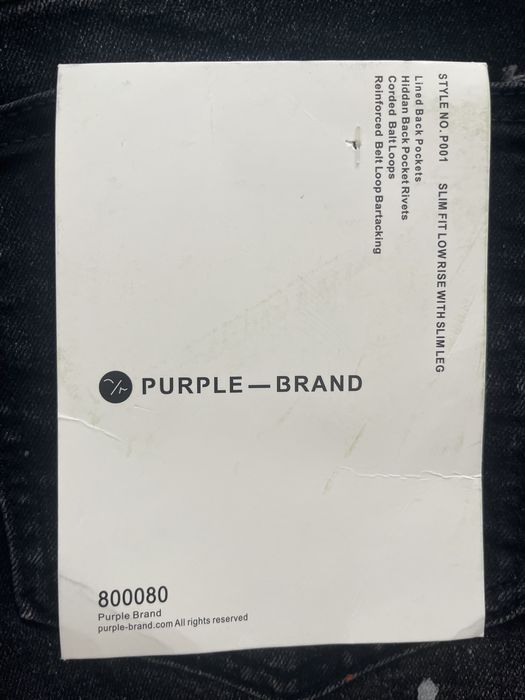 STYLE NO. P001 SLIM FIT LOW RISE WITH SLIM LEG
Lined Back Pockets
Hiddan Back Pocket Rivets
Corded Balt Loops
Reinforced Belt Loop Bartacking
PURPLE — BRAND
800080
Purple Brand
purple-brand.com All rights reserved